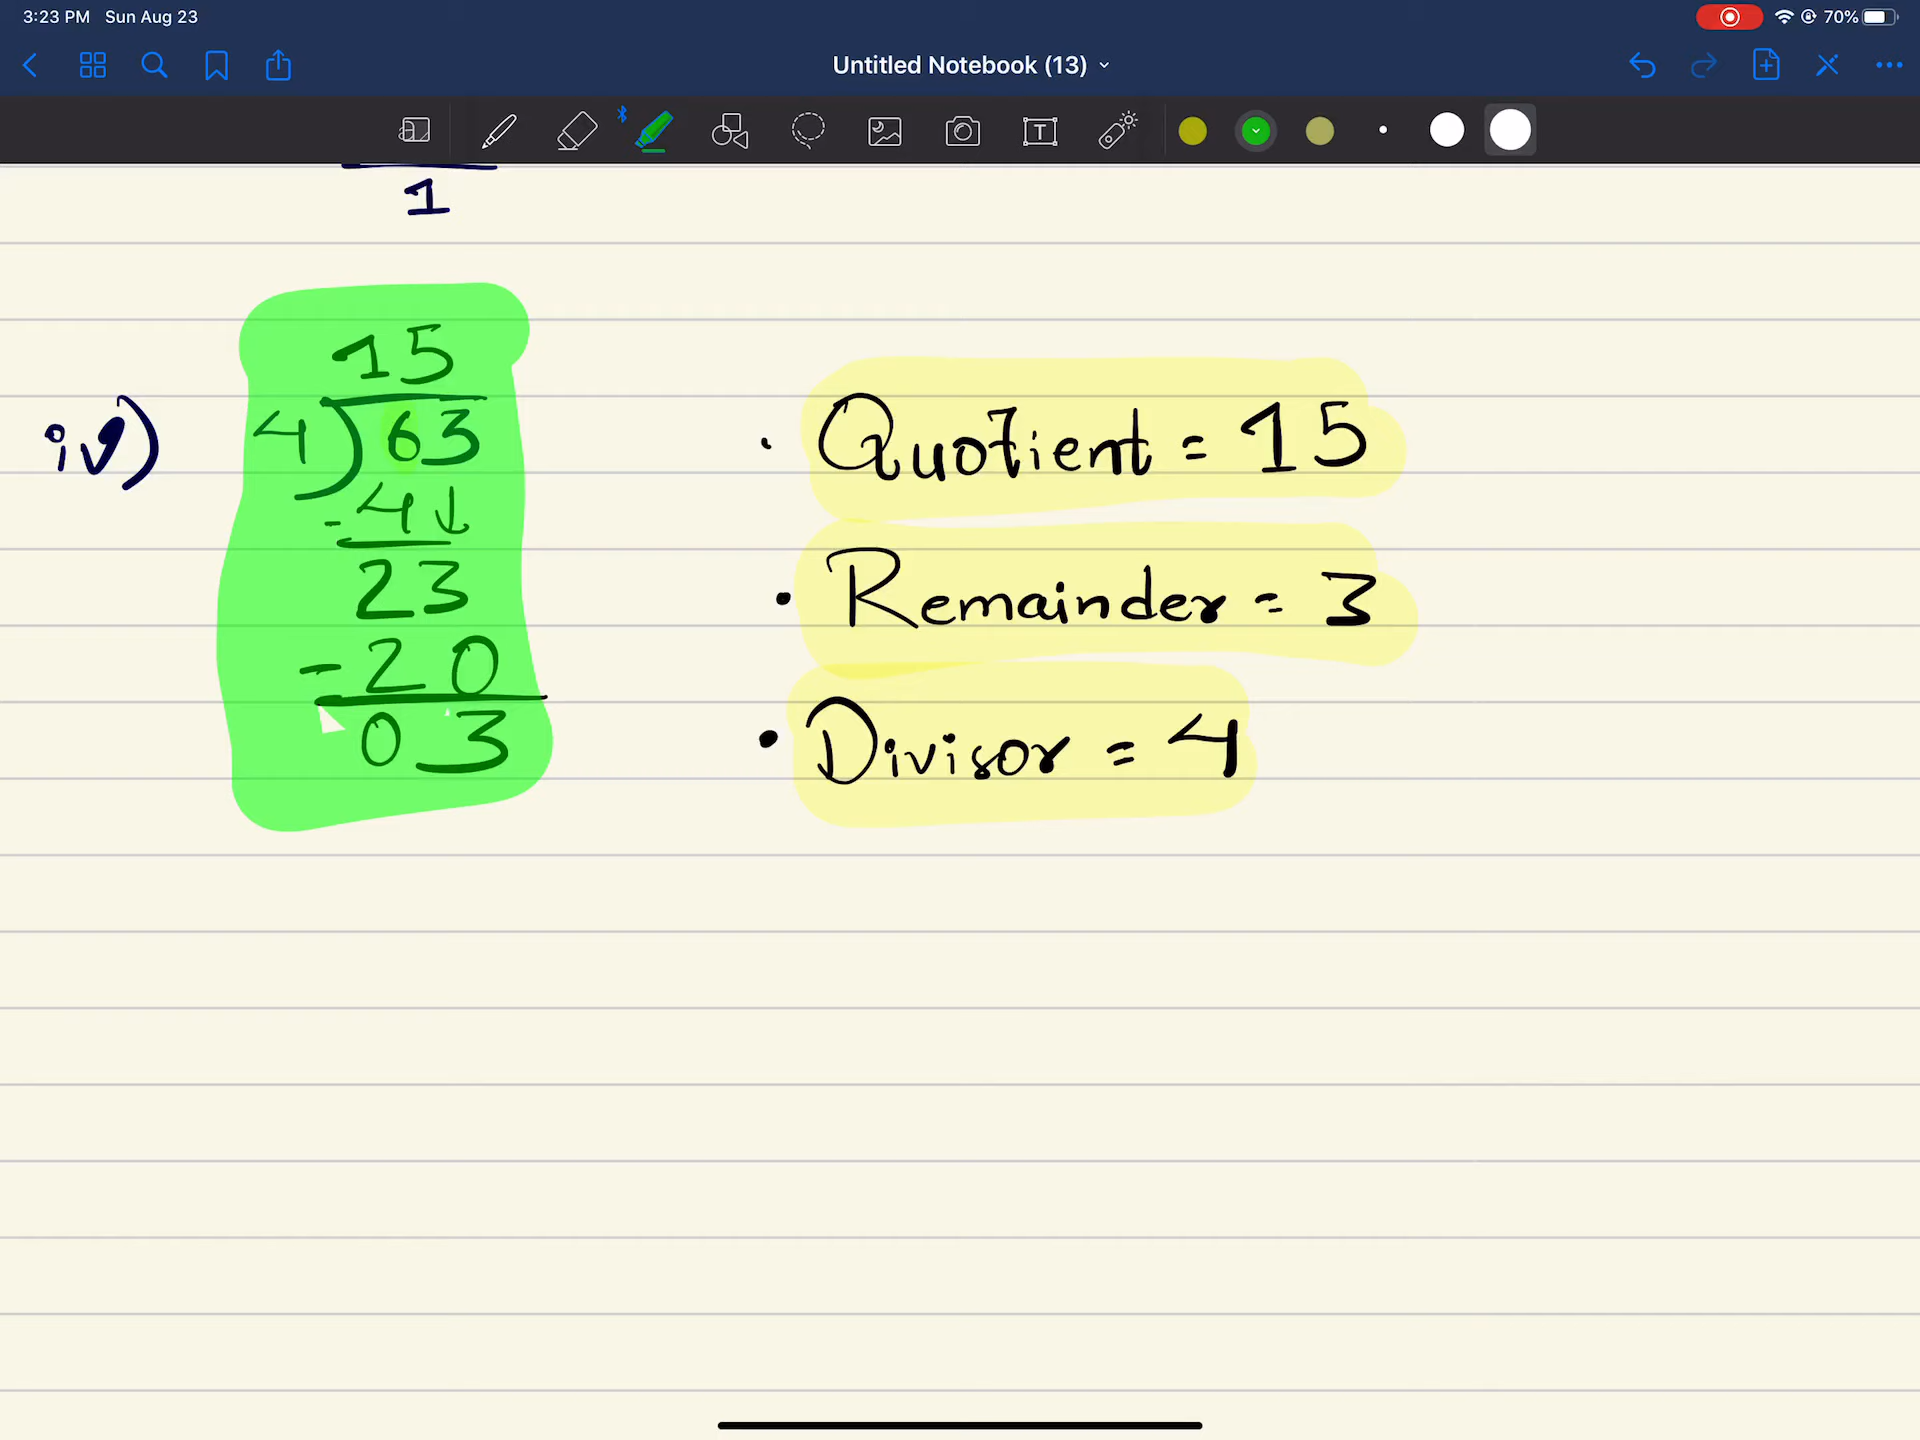 3:23 PM Sun Aug 23
70%
Untitled Notebook (13)
1
15
iv) 4)63
-4↓
23
-20
03
· Quotient = 15
• Remainder = 3
• Divisor = 4